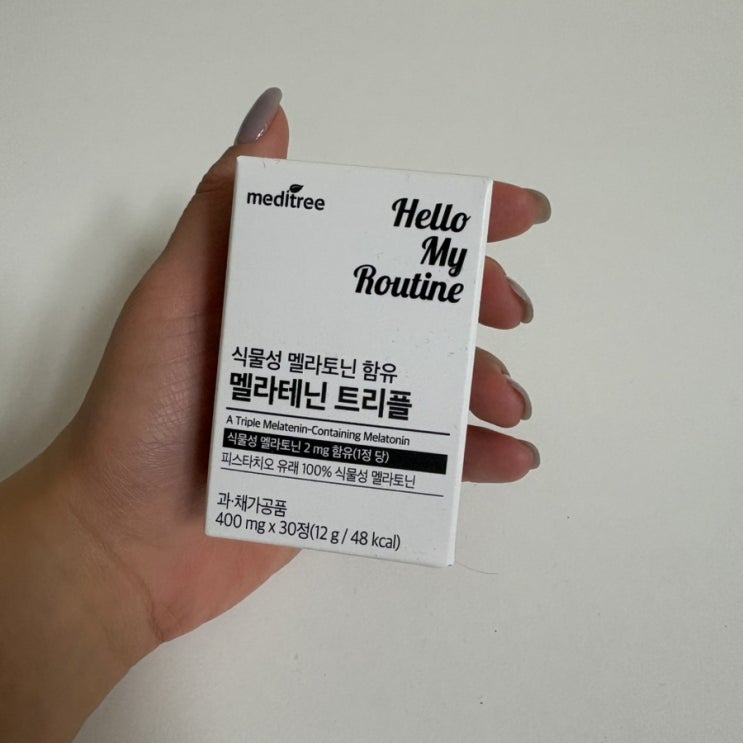 meditree
Hello
My
Routine
식물성 멜라토닌 함유
멜라테닌 트리플
A Triple Melatenin-Containing Melatonin
식물성 멜라토닌 2 mg 함유(1정 당)
피스타치오 유래 100% 식물성 멜라토닌
과·채가공품
400 mg x 30정(12 g / 48 kcal)